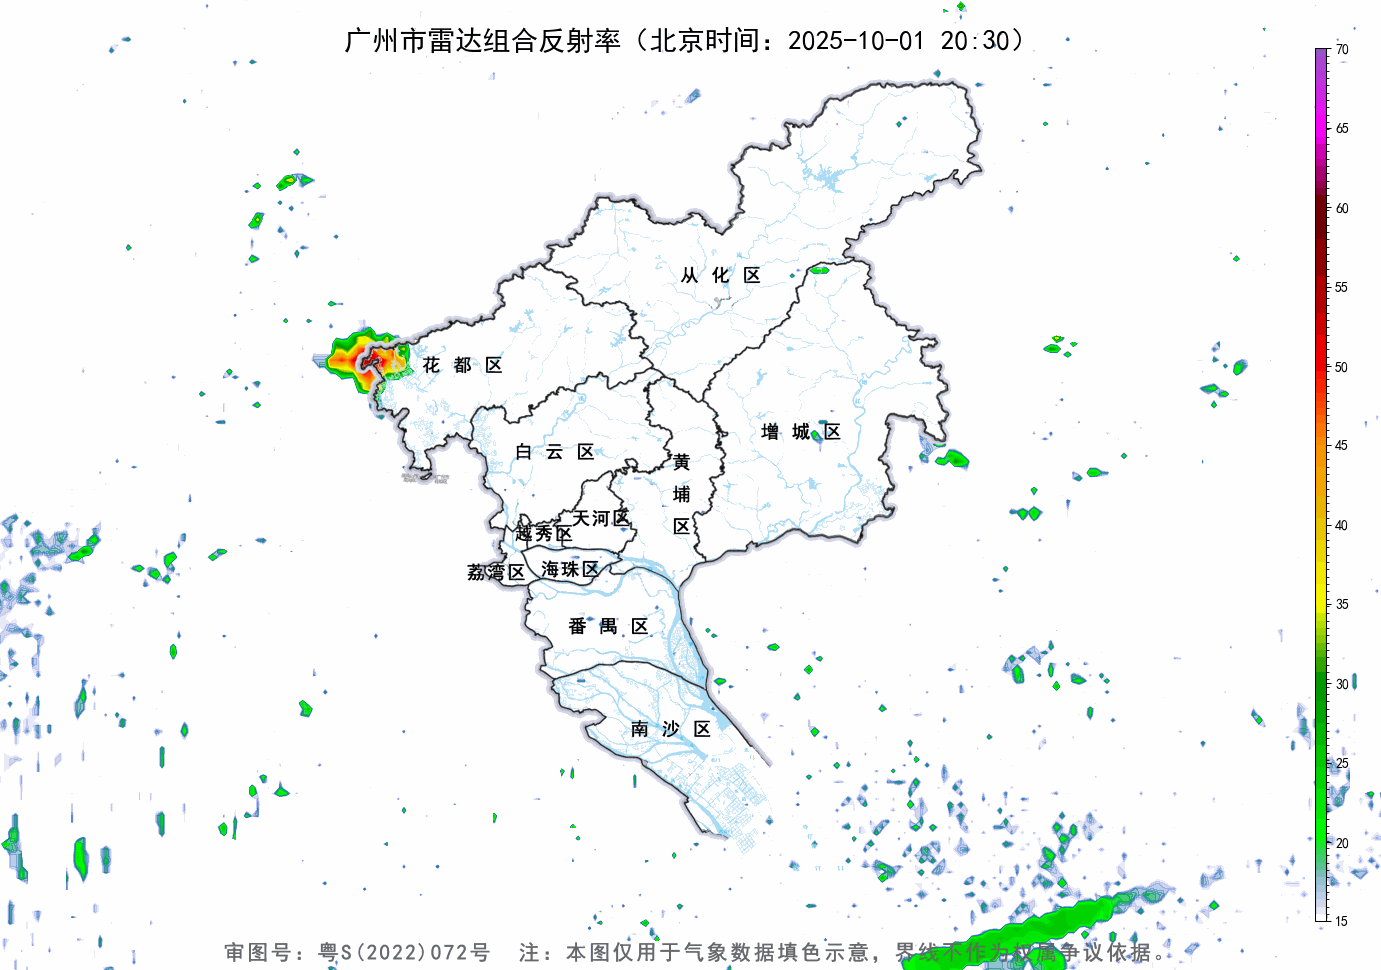 广州市雷达组合反射率（北京时间：2025-10-01 20:30）
70
65
60
55
50
45
40
35
30
25
20
15
从化区
花都区
增城区
白云区
黄埔区
天河区
越秀区
荔湾区
海珠区
番禺区
南沙区
审图号：粤S(2022)072号 注：本图仅用于气象数据填色示意，界线不作为权属争议依据。